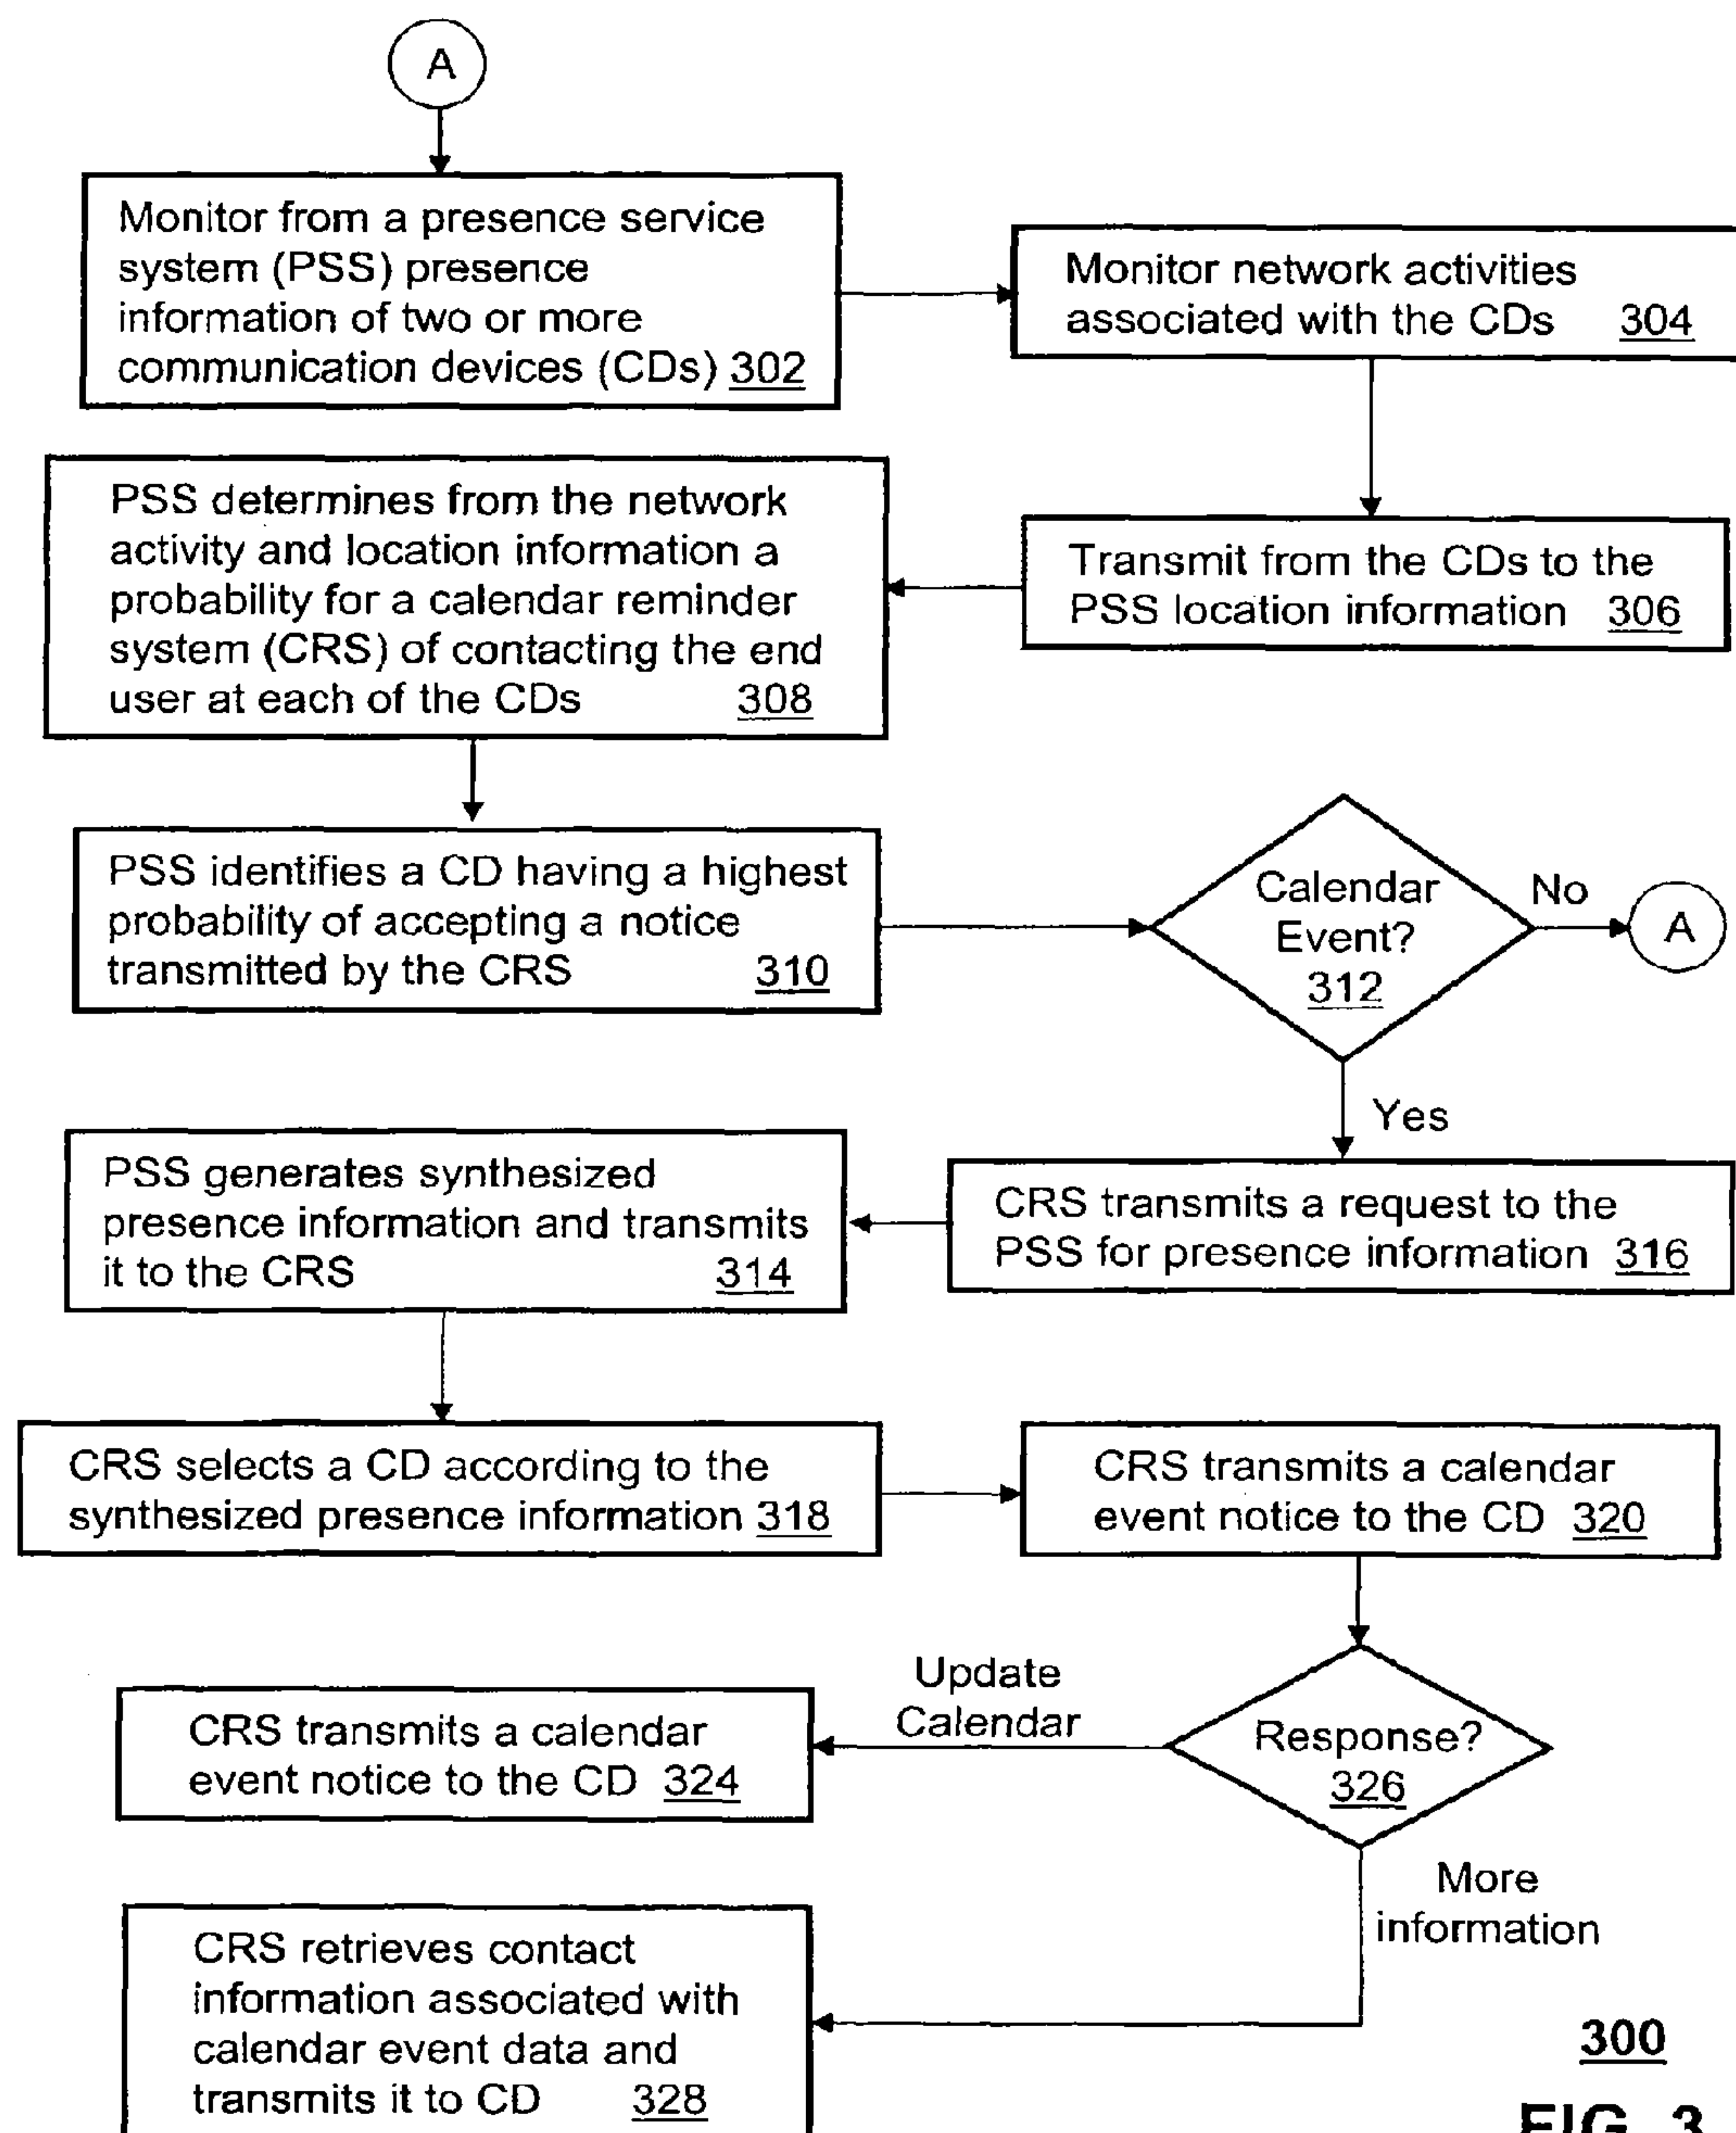 A
Monitor from a presence service
system (PSS) presence
information of two or more
communication devices (CDs) 302
Monitor network activities
associated with the CDs 304
Transmit from the CDs to the
PSS location information 306
PSS determines from the network
activity and location information a
probability for a calendar reminder
system (CRS) of contacting the end
user at each of the CDs 308
PSS identifies a CD having a highest
probability of accepting a notice
transmitted by the CRS 310
Calendar
Event?
312
No
A
Yes
CRS transmits a request to the
PSS for presence information 316
PSS generates synthesized
presence information and transmits
it to the CRS 314
CRS selects a CD according to the
synthesized presence information 318
CRS transmits a calendar
event notice to the CD 320
Response?
326
Update
Calendar
CRS transmits a calendar
event notice to the CD 324
More
information
CRS retrieves contact
information associated with
calendar event data and
transmits it to CD 328
300
FIG. 3